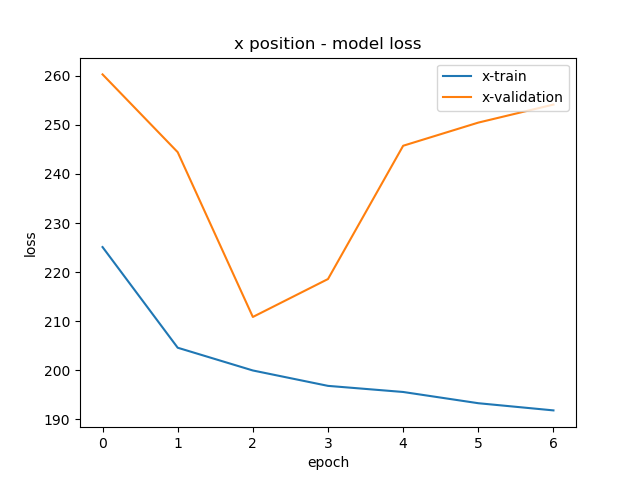 x position - model loss
x-train
x-validation
260
250
240
230
220
210
200
190
loss
0 1 2 3 4 5 6
epoch